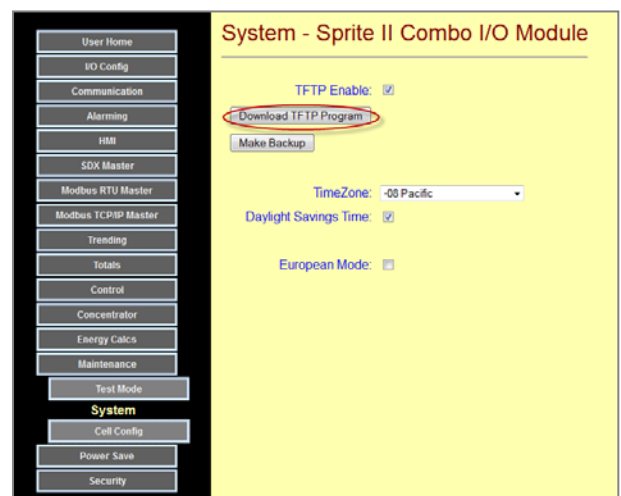 System - Sprite II Combo I/O Module
User Home
I/O Config
Communication
Alarming
HMI
SDX Master
Modbus RTU Master
Modbus TCP/IP Master
Trending
Totals
Control
Concentrator
Energy Calcs
Maintenance
Test Mode
System
Cell Config
Power Save
Security
TFTP Enable:
Download TFTP Program
Make Backup
TimeZone: -08 Pacific
Daylight Savings Time:
European Mode: